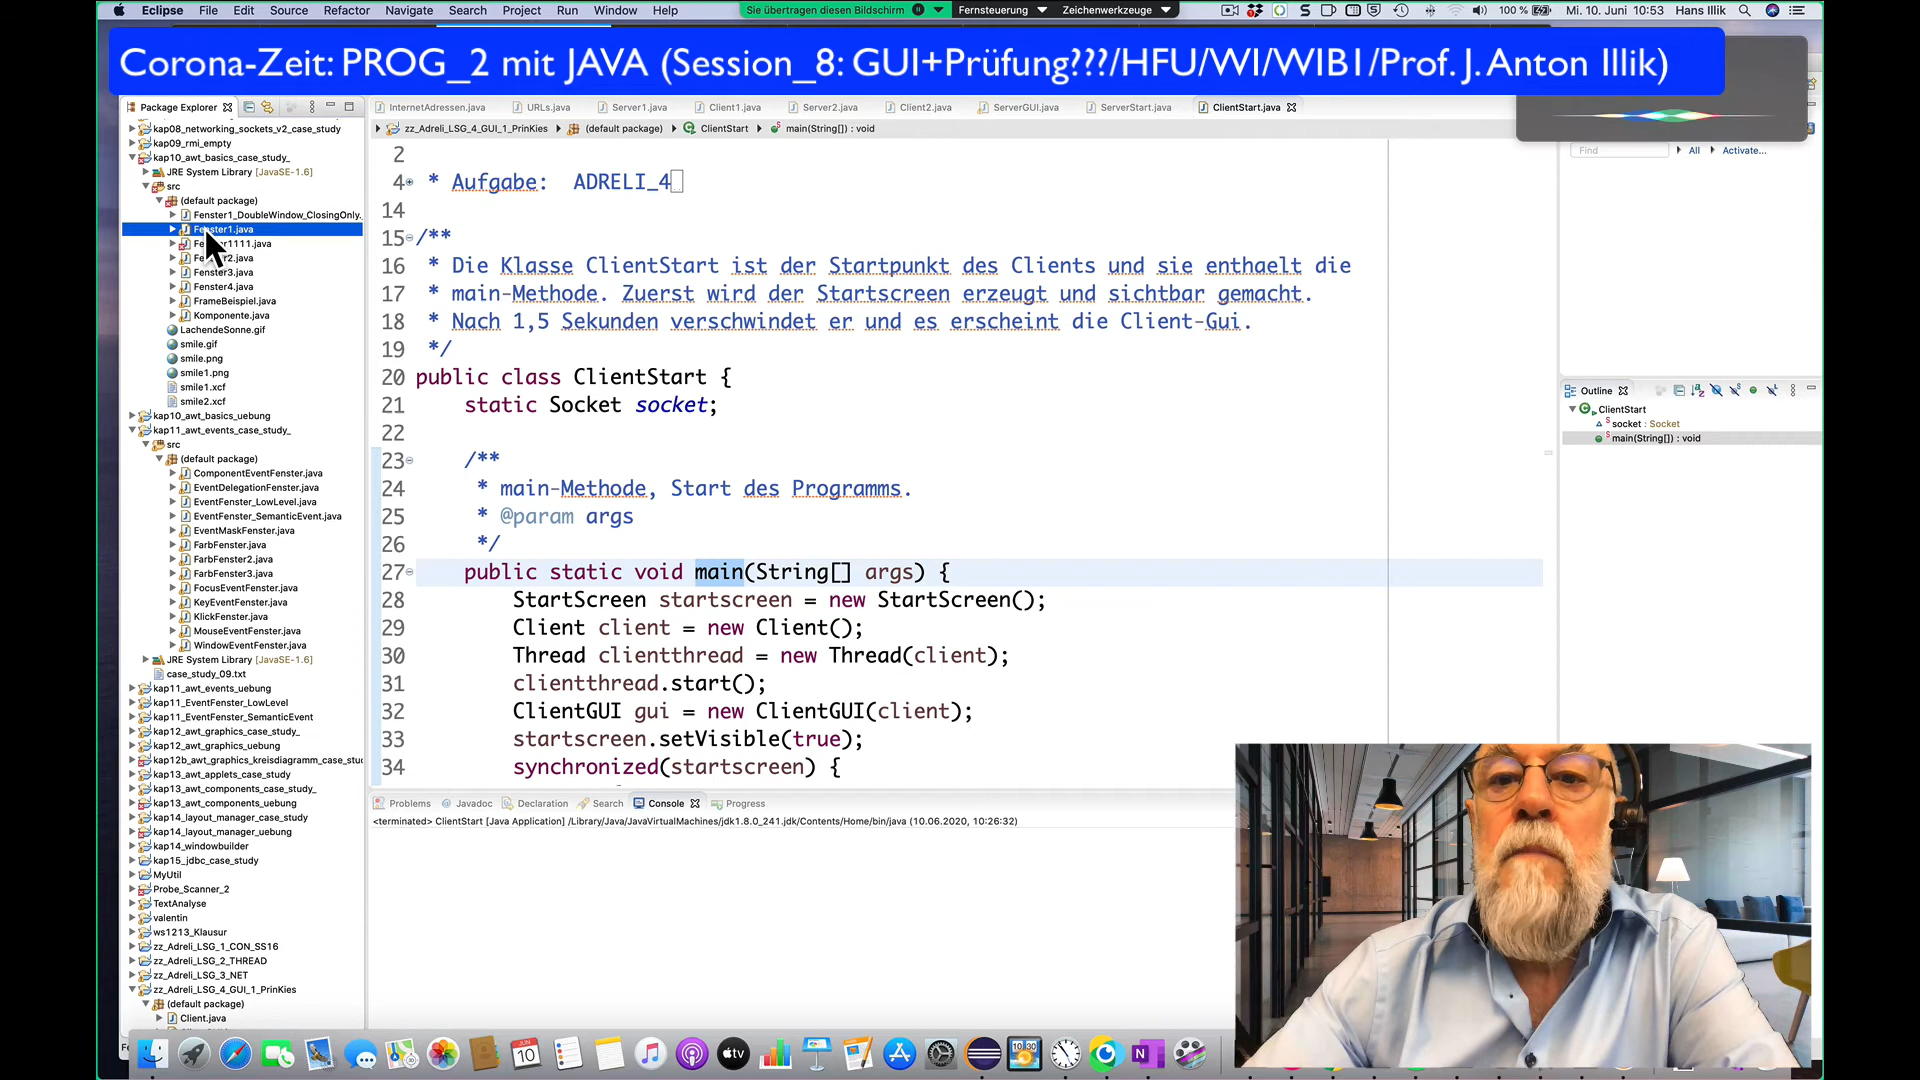 Eclipse File Edit Source Refactor Navigate Search Project Run Window Help
Sie übertragen diesen Bildschirm
Fernsteuerung
Zeichenwerkzeuge
100 %
Mi. 10. Juni 10:53 Hans Illik
Corona-Zeit: PROG_2 mit JAVA (Session_8: GUI+Prüfung???/HFU/WI/WIB1/Prof. J. Anton Illik)
Package Explorer
kap08_networking_sockets_v2_case_study
kap09_rmi_empty
kap10_awt_basics_case_study_
JRE System Library [JavaSE-1.6]
src
(default package)
Fenster1_DoubleWindow_ClosingOnly.
Fenster1.java
Fenster1111.java
Fenster2.java
Fenster3.java
Fenster4.java
FrameBeispiel.java
Komponente.java
LachendeSonne.gif
smile.gif
smile.png
smile1.png
smile1.xcf
smile2.xcf
kap10_awt_basics_uebung
kap11_awt_events_case_study_
src
(default package)
ComponentEventFenster.java
EventDelegationFenster.java
EventFenster_LowLevel.java
EventFenster_SemanticEvent.java
EventMaskFenster.java
FarbFenster.java
FarbFenster2.java
FarbFenster3.java
FocusEventFenster.java
KeyEventFenster.java
KlickFenster.java
MouseEventFenster.java
WindowEventFenster.java
JRE System Library [JavaSE-1.6]
case_study_09.txt
kap11_awt_events_uebung
kap11_EventFenster_LowLevel
kap11_EventFenster_SemanticEvent
kap12_awt_graphics_case_study_
kap12_awt_graphics_uebung
kap12b_awt_graphics_kreisdiagramm_case_stu
kap13_awt_applets_case_study
kap13_awt_components_case_study_
kap13_awt_components_uebung
kap14_layout_manager_case_study
kap14_layout_manager_uebung
kap14_windowbuilder
kap15_jdbc_case_study
MyUtil
Probe_Scanner_2
TextAnalyse
valentin
ws1213_Klausur
zz_Adreli_LSG_1_CON_SS16
zz_Adreli_LSG_2_THREAD
zz_Adreli_LSG_3_NET
zz_Adreli_LSG_4_GUI_1_PrinKies
(default package)
Client.java
InternetAdressen.java URLs.java Server1.java Client1.java Server2.java Client2.java ServerGUI.java ServerStart.java ClientStart.java
zz_Adreli_LSG_4_GUI_1_PrinKies (default package) ClientStart main(String[]) : void
2
4 * Aufgabe: ADRELI_4
14
15 /**
16 * Die Klasse ClientStart ist der Startpunkt des Clients und sie enthaelt die
17 * main-Methode. Zuerst wird der Startscreen erzeugt und sichtbar gemacht.
18 * Nach 1,5 Sekunden verschwindet er und es erscheint die Client-Gui.
19 */
20 public class ClientStart {
21 static Socket socket;
22
23 /**
24 * main-Methode, Start des Programms.
25 * @param args
26 */
27 public static void main(String[] args) {
28 StartScreen startscreen = new StartScreen();
29 Client client = new Client();
30 Thread clientthread = new Thread(client);
31 clientthread.start();
32 ClientGUI gui = new ClientGUI(client);
33 startscreen.setVisible(true);
34 synchronized(startscreen) {
Problems Javadoc Declaration Search Console Progress
<terminated> ClientStart [Java Application] /Library/Java/JavaVirtualMachines/jdk1.8.0_241.jdk/Contents/Home/bin/java (10.06.2020, 10:26:32)
Find All Activate...
Outline
ClientStart
socket : Socket
main(String[]) : void
JUN
10
tv
N